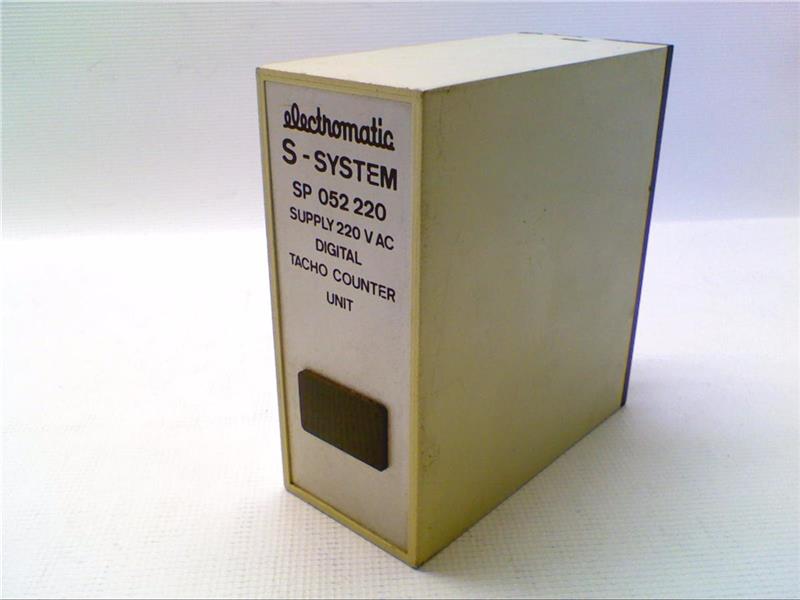 electromatic
S-SYSTEM
SP 052 220
SUPPLY 220 V AC
DIGITAL
TACHO COUNTER
UNIT